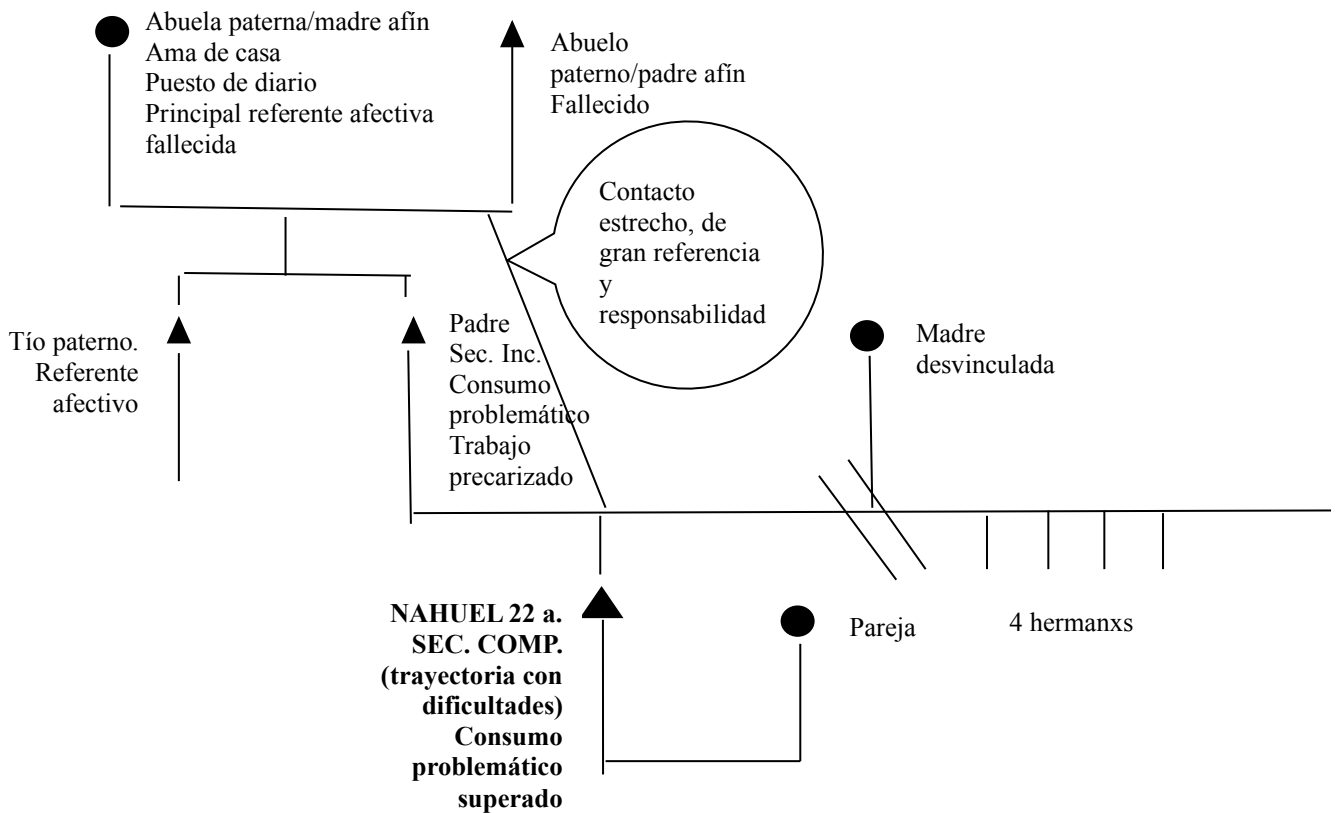 Abuela paterna/madre afín
Ama de casa
Puesto de diario
Principal referente afectiva
fallecida
Abuelo
paterno/padre afín
Fallecido
Contacto
estrecho, de
gran referencia
y
responsabilidad
Tío paterno.
Referente
afectivo
Padre
Sec. Inc.
Consumo
problemático
Trabajo
precarizado
Madre
desvinculada
NAHUEL 22 a.
SEC. COMP.
(trayectoria con
dificultades)
Consumo
problemático
superado
Pareja
4 hermanxs